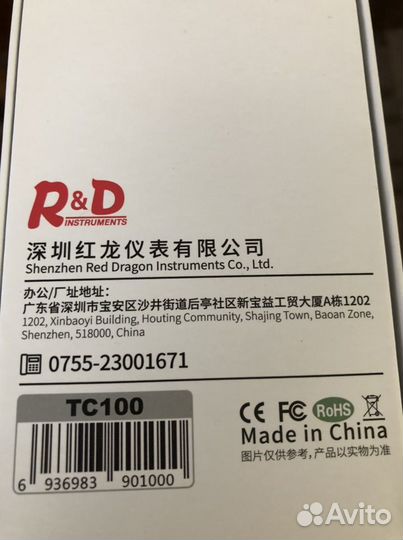 R&D
INSTRUMENTS
深圳红龙仪表有限公司
Shenzhen Red Dragon Instruments Co., Ltd.
办公/厂址地址：
广东省深圳市宝安区沙井街道后亭社区新宝益工贸大厦A栋1202
1202, Xinbaoyi Building, Houting Community, Shajing Town, Baoan Zone,
Shenzhen, 518000, China
0755-23001671
TC100
6 936983 901000
CE FC RoHS
Made in China
图片仅供参考，产品以实物为准
Avito